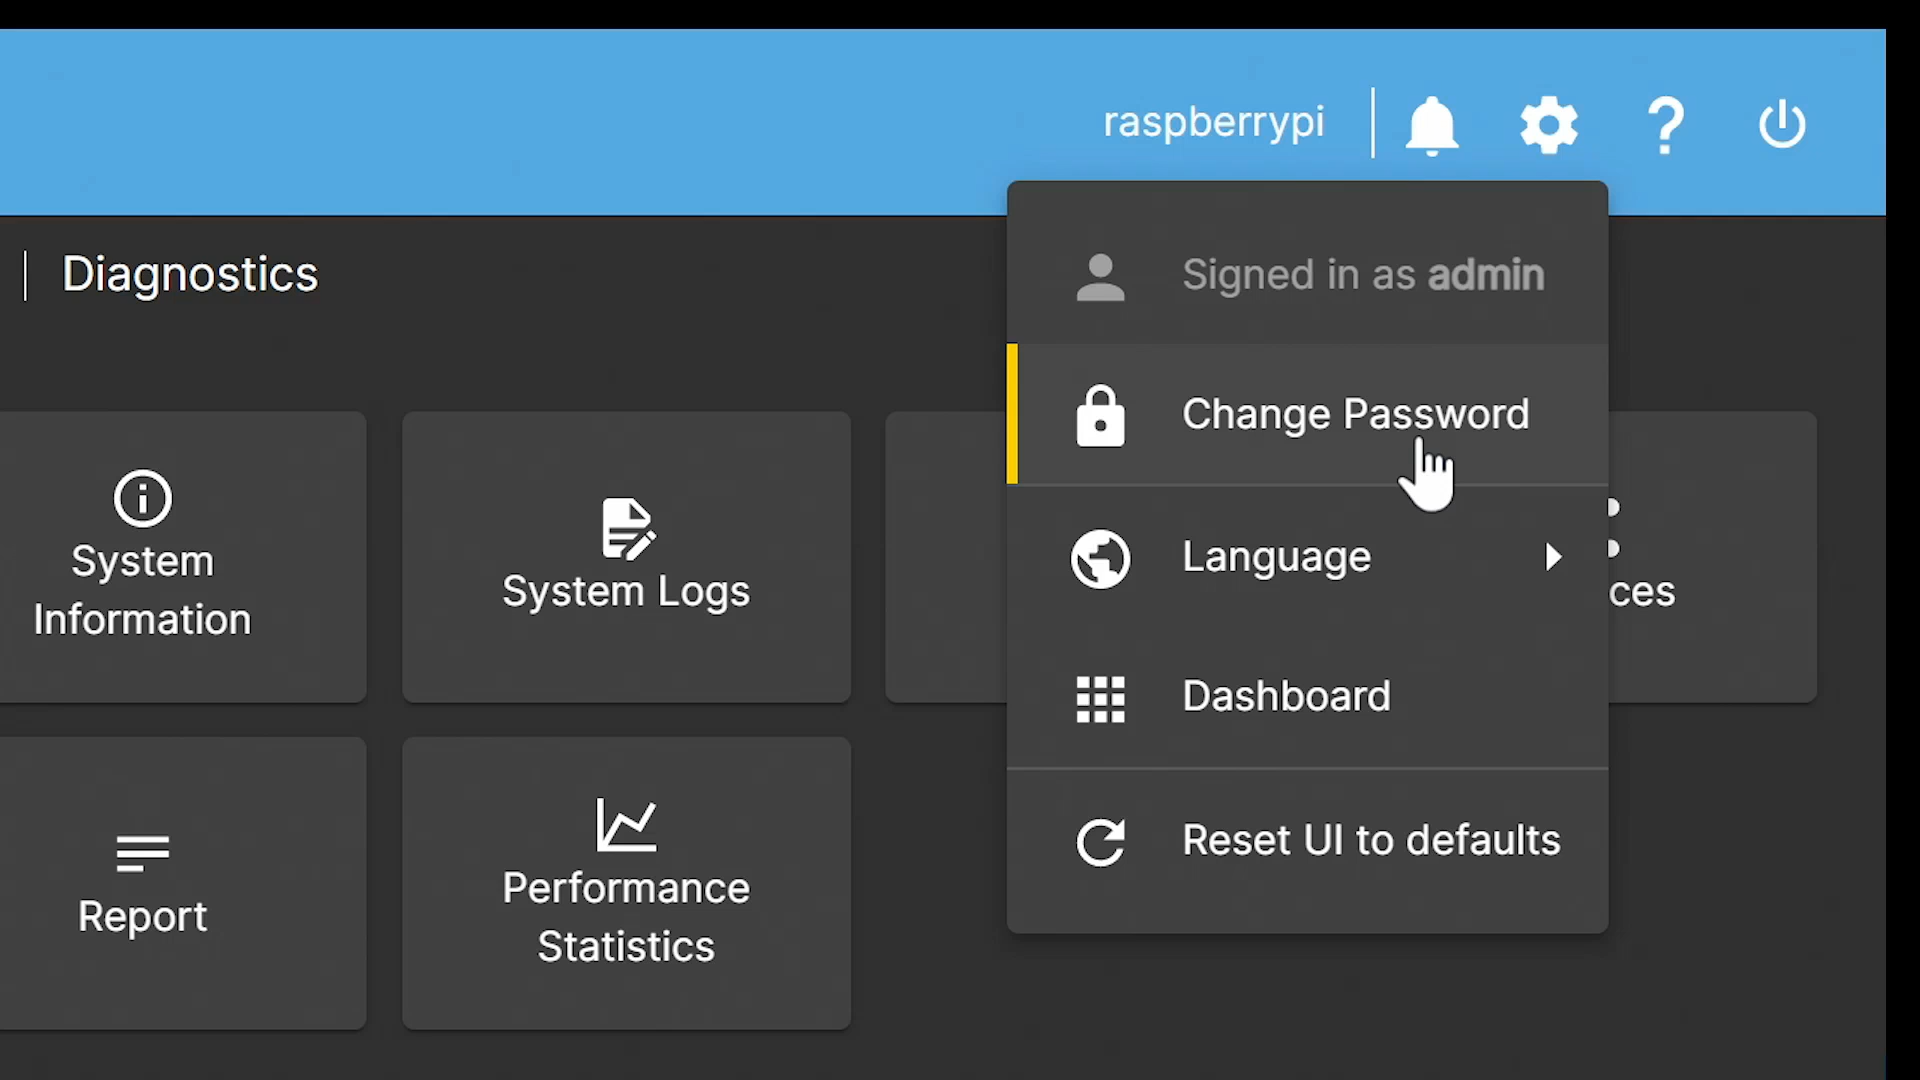 raspberrypi
Diagnostics
Signed in as admin
Change Password
Language
Dashboard
Reset UI to defaults
System
Information
System Logs
ces
Report
Performance
Statistics